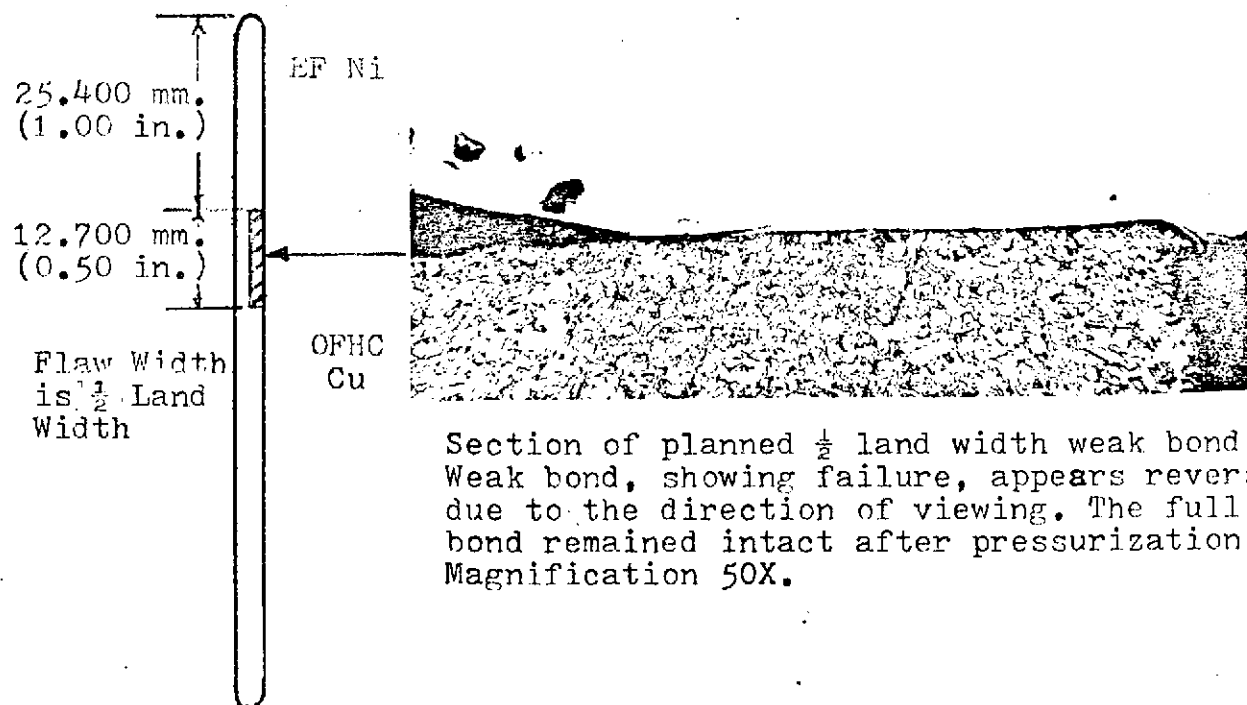 EF Ni
25.400 mm.
(1.00 in.)
12.700 mm.
(0.50 in.)
OFHC
Cu
Flaw Width
is ½ Land
Width
Section of planned ½ land width weak bond
Weak bond, showing failure, appears
due to the direction of viewing. The full
bond remained intact after pressurization
Magnification 50X.